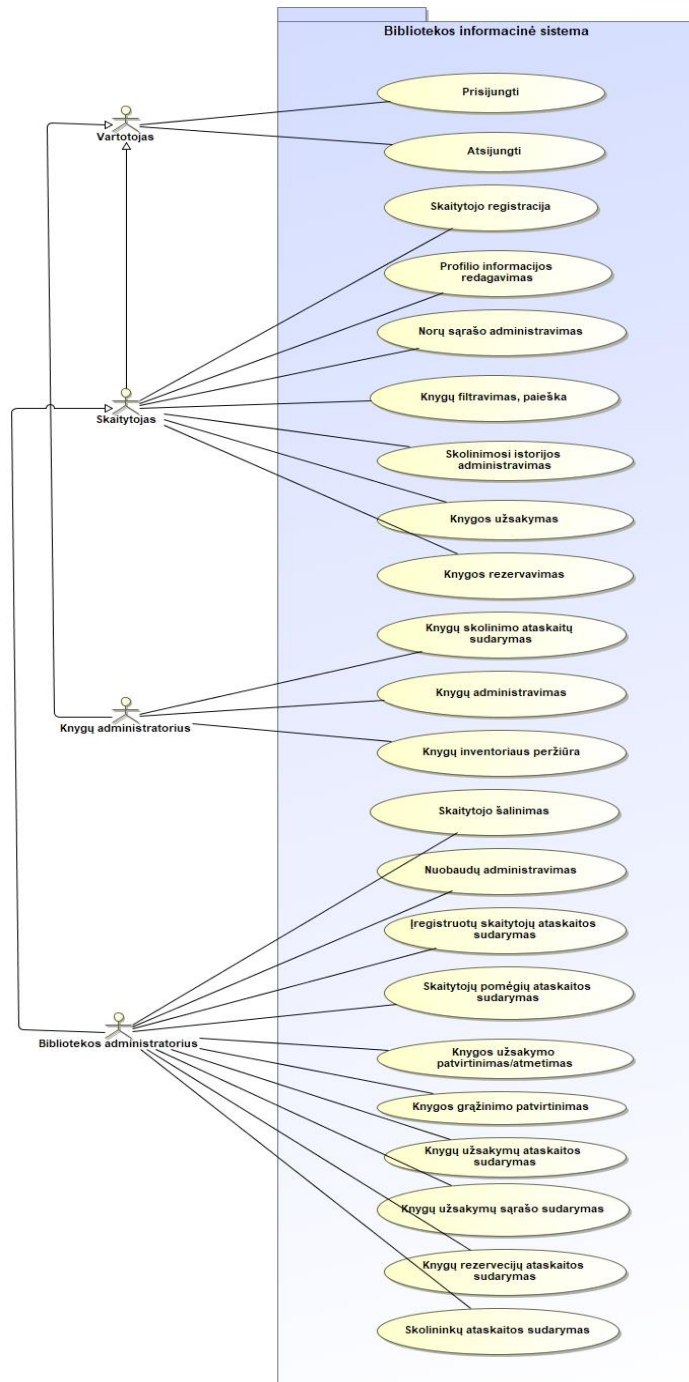 Bibliotekos informacinė sistema
Prisijungti
Vartotojas
Atsijungti
Skaitytojo registracija
Profilio informacijos
redagavimas
Norų sąrašo administravimas
Knygų filtravimas, paieška
Skaitytojas
Skolinimosi istorijos
administravimas
Knygos užsakymas
Knygos rezervavimas
Knygų skolinimo ataskaitų
sudarymas
Knygų administravimas
Knygų administratorius
Knygų inventoriaus peržiūra
Skaitytojo šalinimas
Nuobaudų administravimas
Įregistruotų skaitytojų ataskaitos
sudarymas
Skaitytojų pomėgių ataskaitos
sudarymas
Bibliotekos administratorius
Knygos užsakymo
patvirtinimas/atmetimas
Knygos grąžinimo patvirtinimas
Knygų užsakymų ataskaitos
sudarymas
Knygų užsakymų sąrašo sudarymas
Knygų rezervecijų ataskaitos
sudarymas
Skolininkų ataskaitos sudarymas